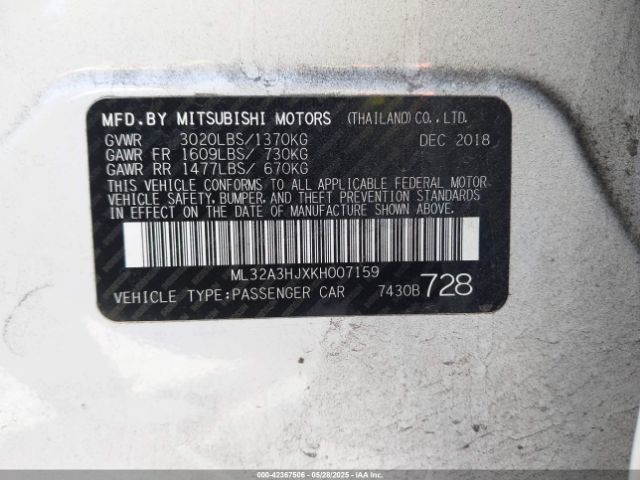 MFD.BY MITSUBISHI MOTORS (THAILAND)CO.,LTD.
GVWR 3020LBS/1370KG DEC 2018
GAWR FR 1609LBS/ 730KG
GAWR RR 1477LBS/ 670KG
THIS VEHICLE CONFORMS TO ALL APPLICABLE FEDERAL MOTOR
VEHICLE SAFETY, BUMPER, AND THEFT PREVENTION STANDARDS
IN EFFECT ON THE DATE OF MANUFACTURE SHOWN ABOVE.
ML32A3HJXKH007159
VEHICLE TYPE:PASSENGER CAR 7430B 728
000-42367506 - 05/28/2025 - IAAI.COM